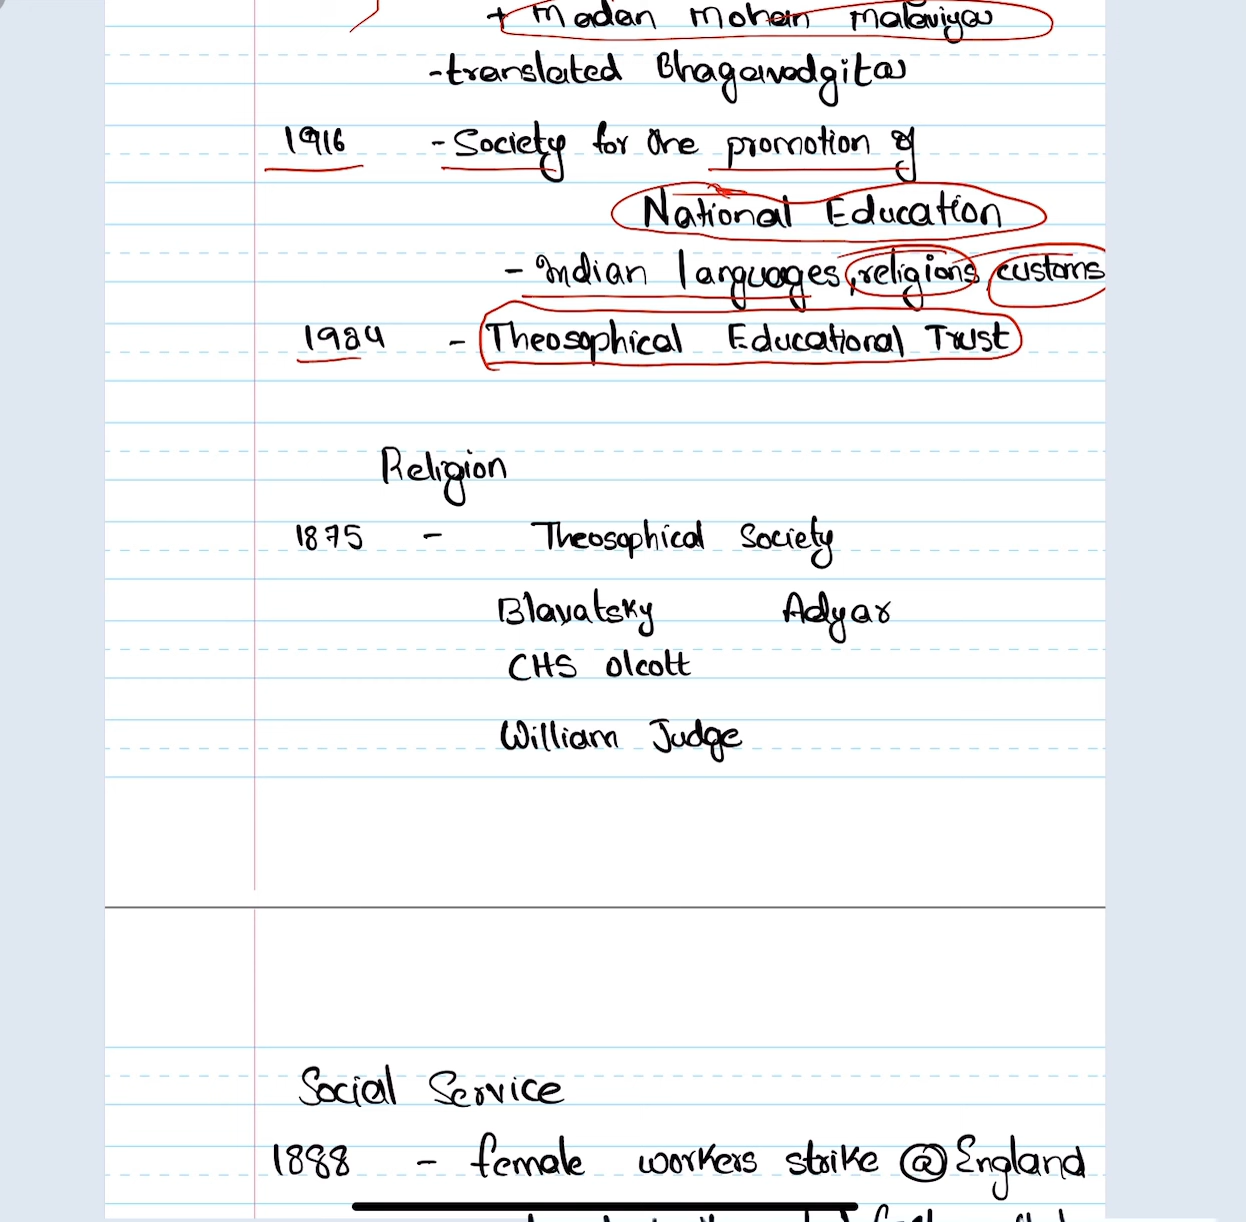 + Madan Mohan Malaviya
- translated Bhagavadgita
1916 - Society for the promotion of
National Education
- Indian languages, religions, customs
1924 - Theosophical Educational Trust
Religion
1875 - Theosophical Society
Blavatsky Adyar
CHS Olcott
William Judge
Social Service
1888 - female workers strike @ England